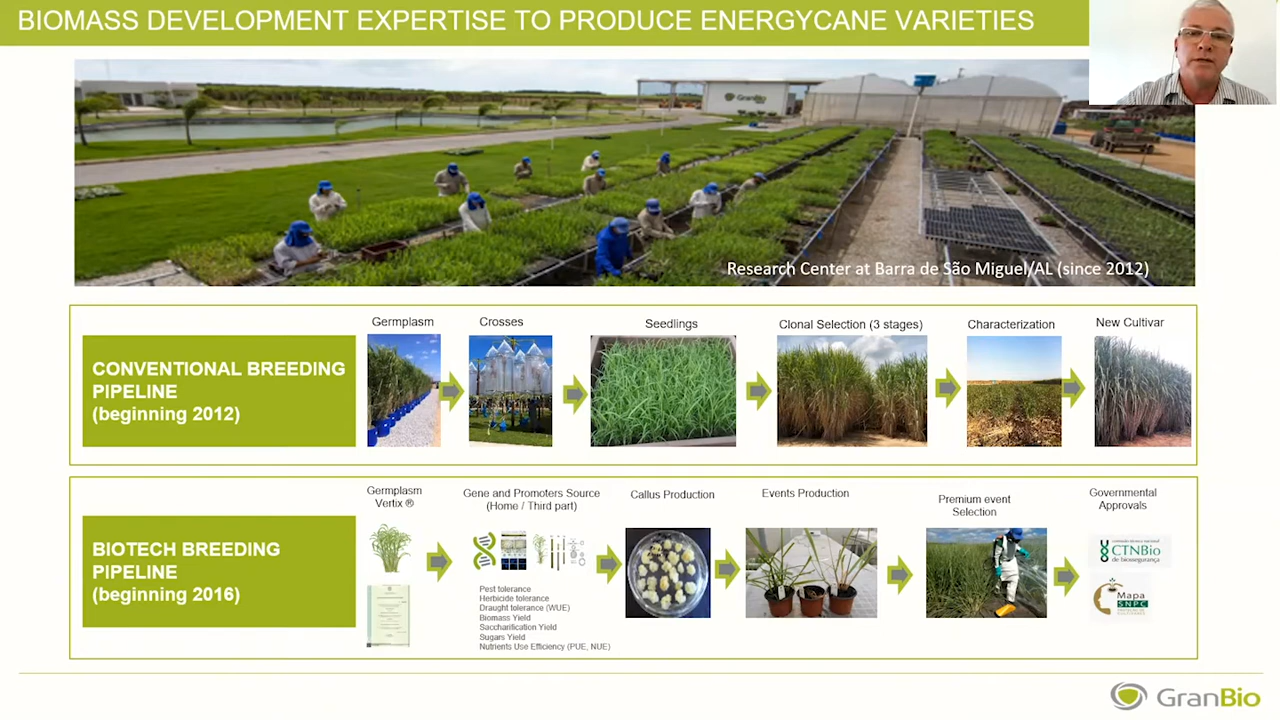 BIOMASS DEVELOPMENT EXPERTISE TO PRODUCE ENERGYCANE VARIETIES
GranBio
Research Center at Barra de São Miguel/AL (since 2012)
CONVENTIONAL BREEDING
PIPELINE
(beginning 2012)
Germplasm
Crosses
Seedlings
Clonal Selection (3 stages)
Characterization
New Cultivar
BIOTECH BREEDING
PIPELINE
(beginning 2016)
Germplasm
Vertix ®
Gene and Promoters Source
(Home / Third part)
Pest tolerance
Herbicide tolerance
Draught tolerance (WUE)
Biomass Yield
Saccharification Yield
Sugars Yield
Nutrients Use Efficiency (PUE, NUE)
Callus Production
Events Production
Premium event
Selection
Governmental
Approvals
CTNBio
de biossegurança
Mapa
SNPC
GranBio